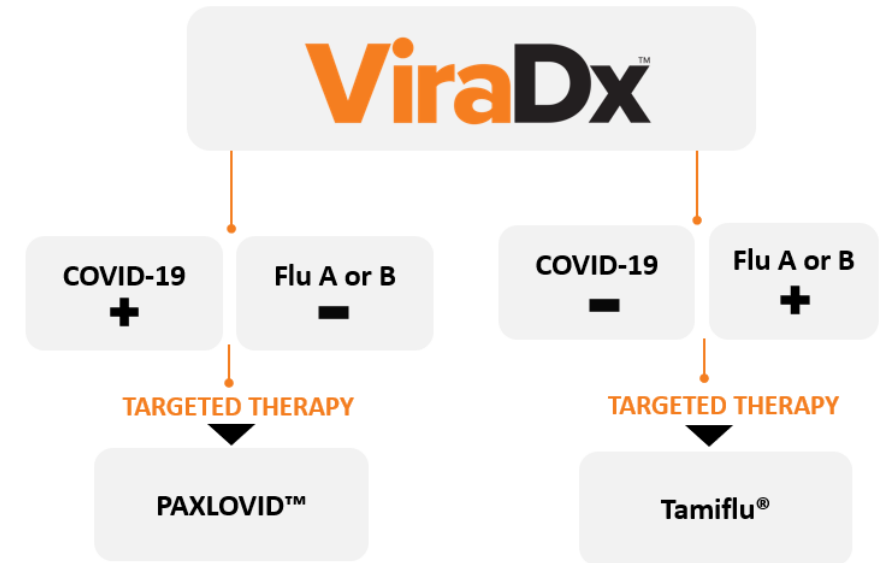 ViraDx™
COVID-19
+
Flu A or B
-
COVID-19
-
Flu A or B
+
TARGETED THERAPY
TARGETED THERAPY
PAXLOVID™
Tamiflu®